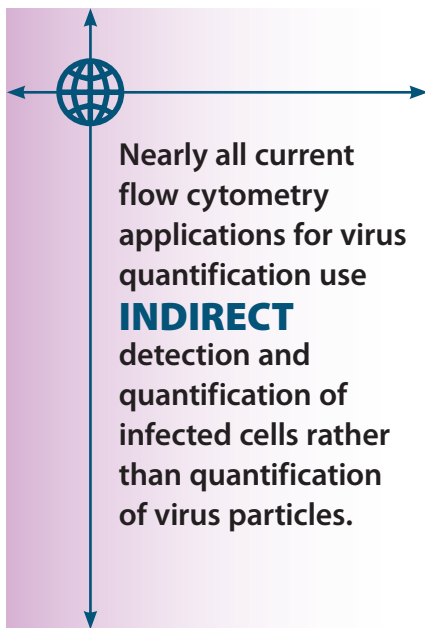 Nearly all current
flow cytometry
applications for virus
quantification use
INDIRECT
detection and
quantification of
infected cells rather
than quantification
of virus particles.